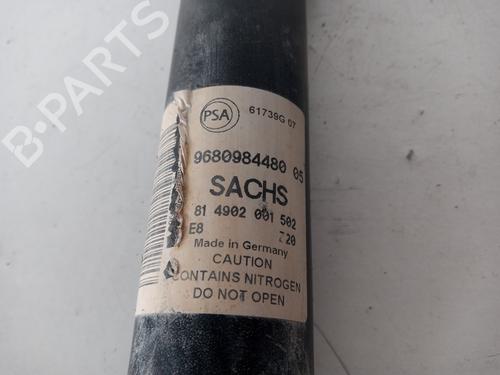 PSA
61739G 07
9680984480 05
SACHS
81 4902 001 502
E8
Z20
Made in Germany
CAUTION
CONTAINS NITROGEN
DO NOT OPEN
B-PARTS